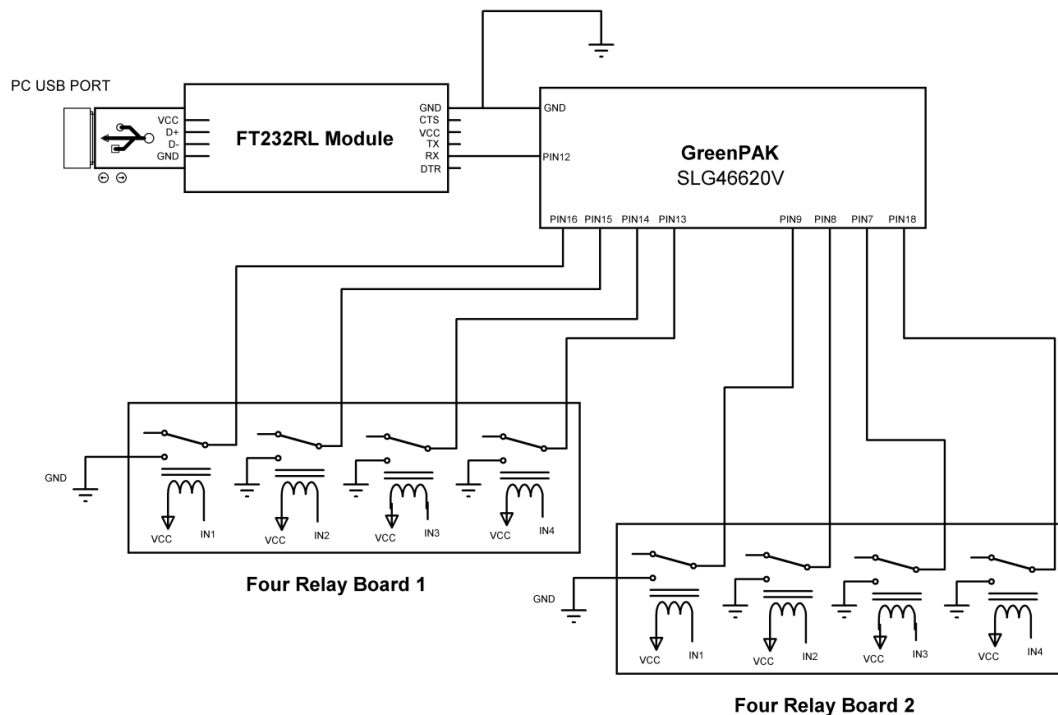 PC USB PORT
VCC
D+
D-
GND
FT232RL Module
GND
CTS
VCC
TX
RX
DTR
GND
PIN12
GreenPAK
SLG46620V
PIN16 PIN15 PIN14 PIN13 PIN9 PIN8 PIN7 PIN18
GND
VCC IN1 VCC IN2 VCC IN3 VCC IN4
Four Relay Board 1
GND
VCC IN1 VCC IN2 VCC IN3 VCC IN4
Four Relay Board 2